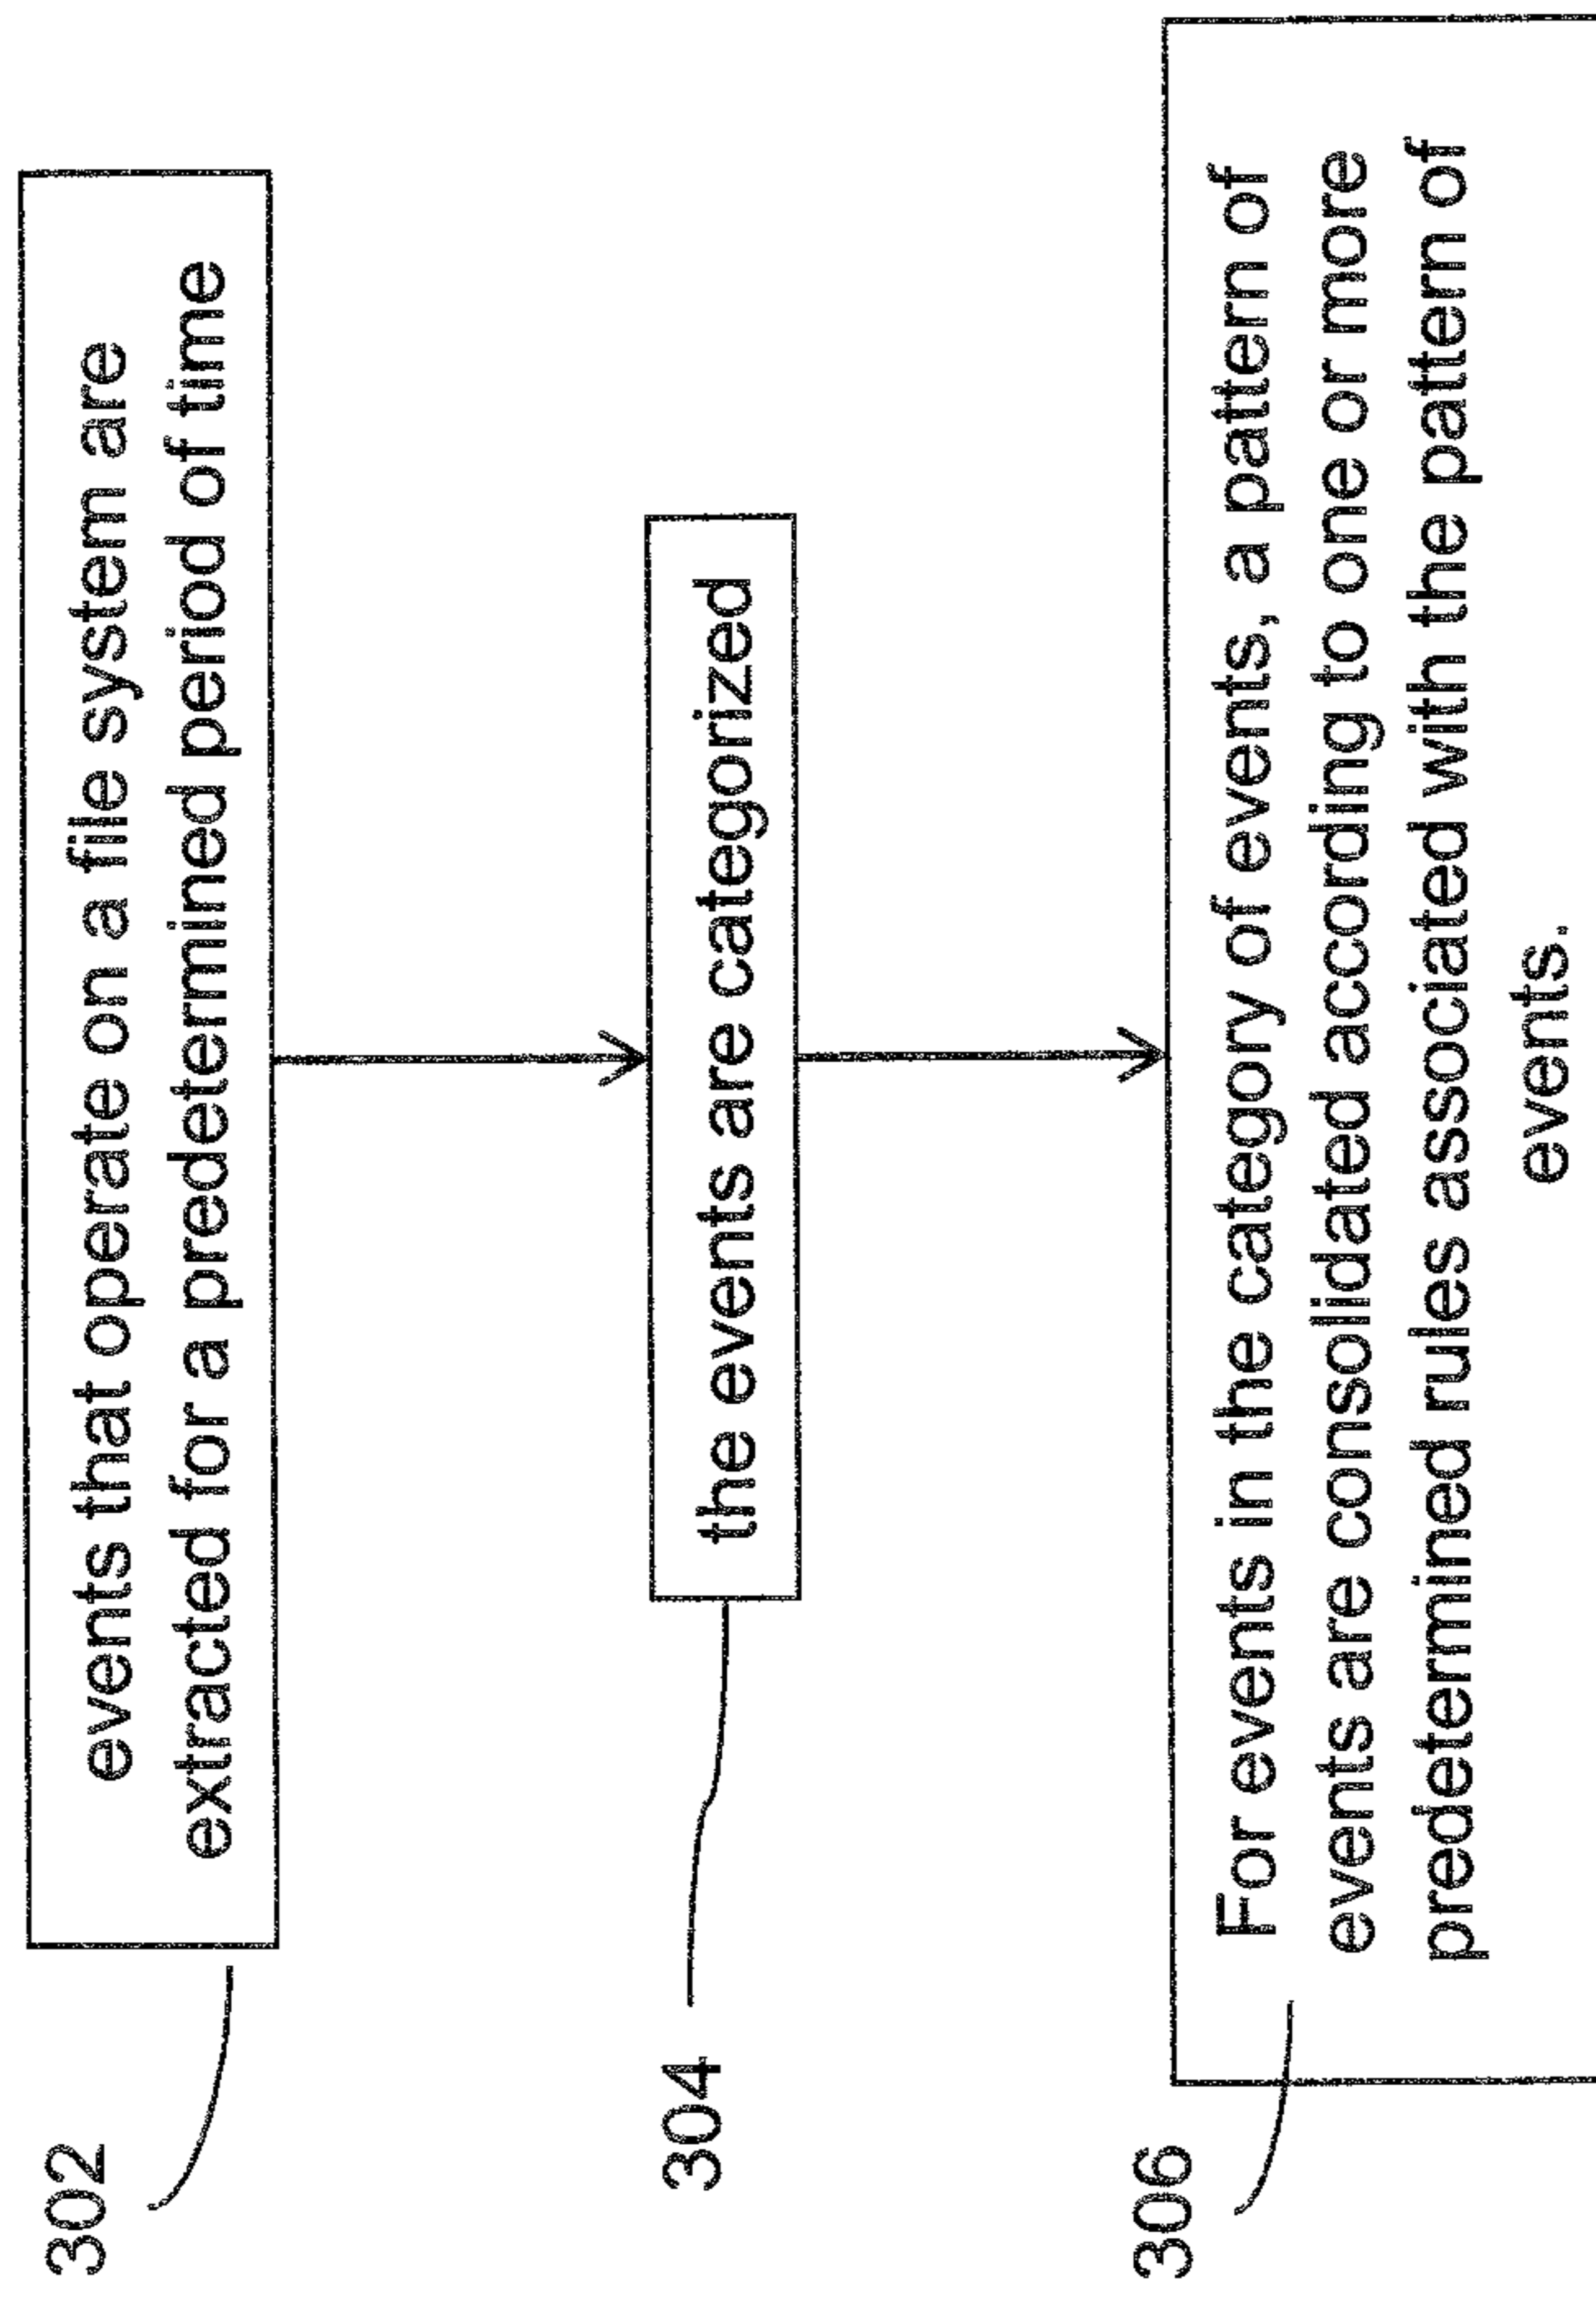 302
events that operate on a file system are
extracted for a predetermined period of time
304
the events are categorized
306
For events in the category of events, a pattern of
events are consolidated according to one or more
predetermined rules associated with the pattern of
events.